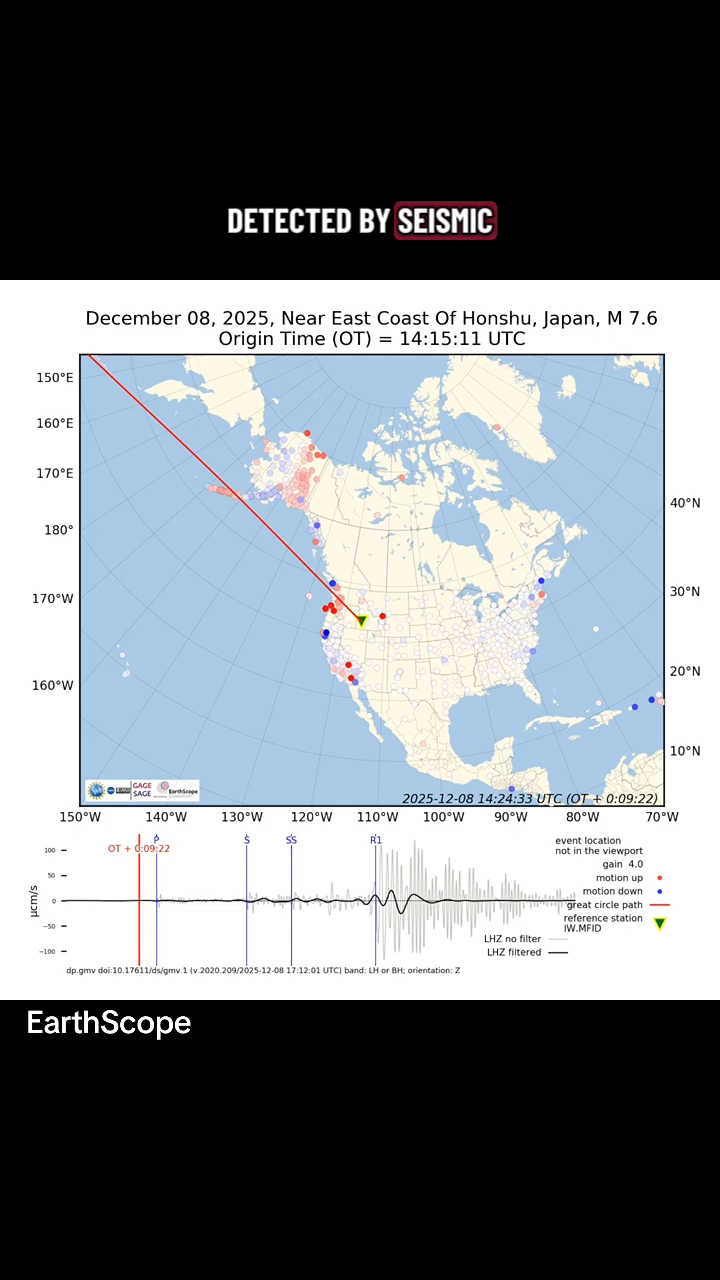 DETECTED BY SEISMIC
December 08, 2025, Near East Coast Of Honshu, Japan, M 7.6
Origin Time (OT) = 14:15:11 UTC
150°E
160°E
170°E
180°
170°W
160°W
40°N
30°N
20°N
10°N
GAGE
SAGE
EarthScope
2025-12-08 14:24:33 UTC (OT + 0:09:22)
150°W 140°W 130°W 120°W 110°W 100°W 90°W 80°W 70°W
OT + 0:09:22
P S SS R1
μcm/s
100
50
0
−50
−100
event location
not in the viewport
gain 4.0
motion up
motion down
great circle path
reference station
IW.MFID
LHZ no filter
LHZ filtered
dp.gmv doi:10.17611/ds/gmv.1 (v.2020.209/2025-12-08 17:12:01 UTC) band: LH or BH; orientation: Z
EarthScope